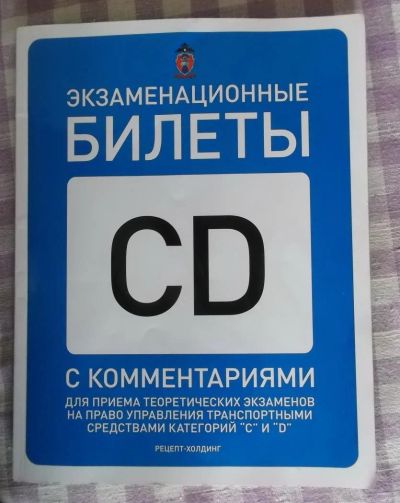 ЭКЗАМЕНАЦИОННЫЕ
БИЛЕТЫ
CD
С КОММЕНТАРИЯМИ
ДЛЯ ПРИЕМА ТЕОРЕТИЧЕСКИХ ЭКЗАМЕНОВ
НА ПРАВО УПРАВЛЕНИЯ ТРАНСПОРТНЫМИ
СРЕДСТВАМИ КАТЕГОРИЙ "C" И "D"
РЕЦЕПТ-ХОЛДИНГ